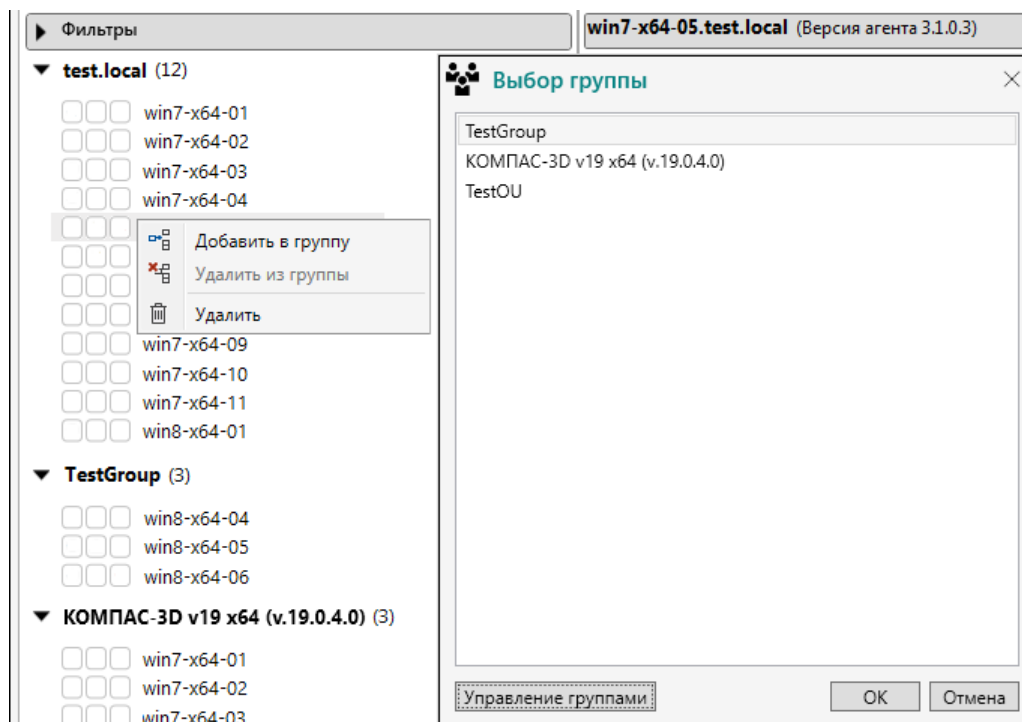 Фильтры
win7-x64-05.test.local (Версия агента 3.1.0.3)
test.local (12)
win7-x64-01
win7-x64-02
win7-x64-03
win7-x64-04
Добавить в группу
Удалить из группы
Удалить
win7-x64-09
win7-x64-10
win7-x64-11
win8-x64-01
TestGroup (3)
win8-x64-04
win8-x64-05
win8-x64-06
КОМПАС-3D v19 x64 (v.19.0.4.0) (3)
win7-x64-01
win7-x64-02
win7-x64-03
Выбор группы
TestGroup
КОМПАС-3D v19 x64 (v.19.0.4.0)
TestOU
Управление группами
ОК
Отмена